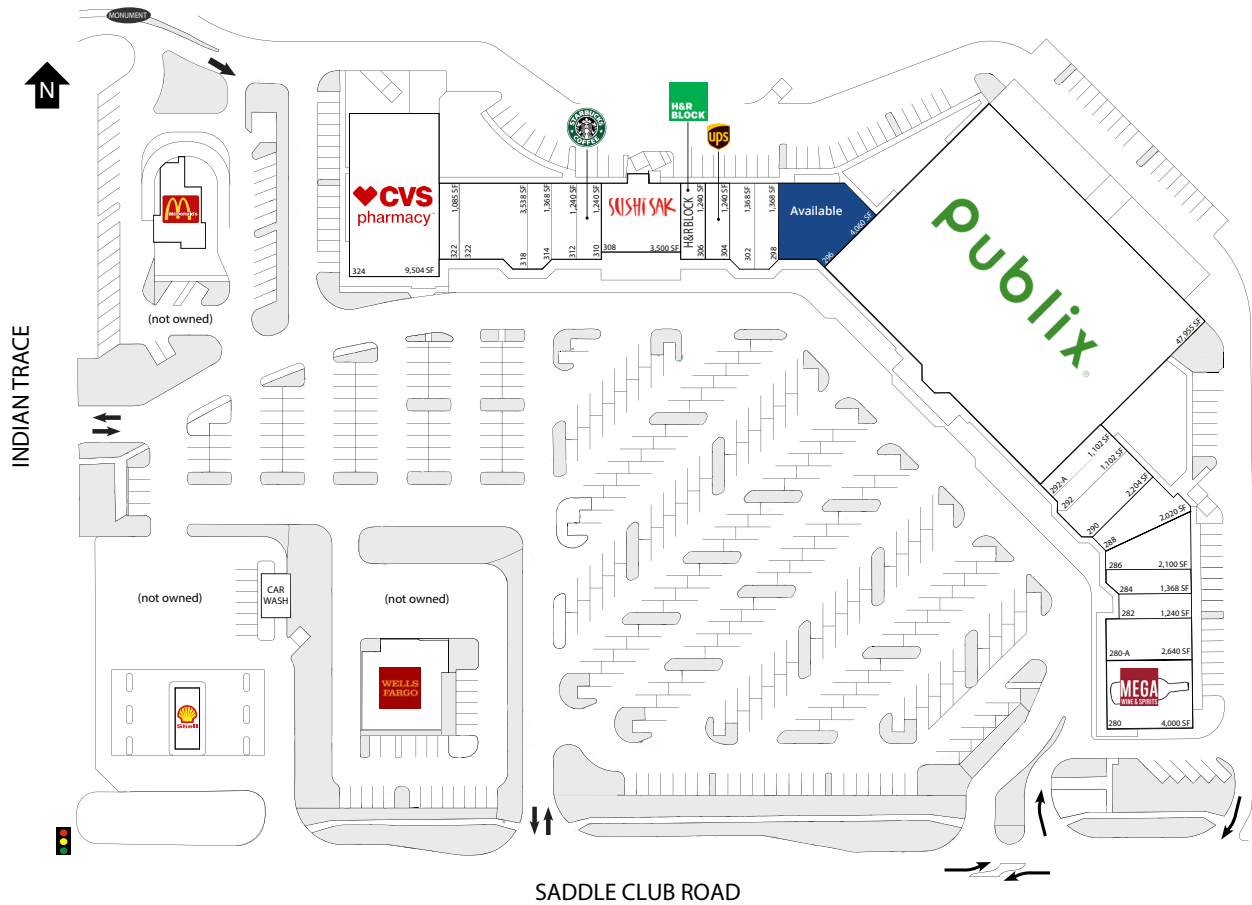 MONUMENT
N
H&R
BLOCK
STARBUCKS
COFFEE
ups
CVS
pharmacy
324
9,504 SF
McDonald's
(not owned)
322
1,085 SF
322
318
3,538 SF
314
1,368 SF
312
1,240 SF
310
1,240 SF
SUSHI SAK
308
3,500 SF
H&R BLOCK
306
1,240 SF
304
1,240 SF
302
1,368 SF
298
1,368 SF
Available
296
4,060 SF
publix
®
47,955 SF
INDIAN TRACE
292-A
1,102 SF
292
1,102 SF
290
2,204 SF
288
2,020 SF
286
2,100 SF
284
1,368 SF
282
1,240 SF
280-A
2,640 SF
MEGA
WINE & SPIRITS
280
4,000 SF
(not owned)
CAR
WASH
(not owned)
WELLS
FARGO
Shell
SADDLE CLUB ROAD